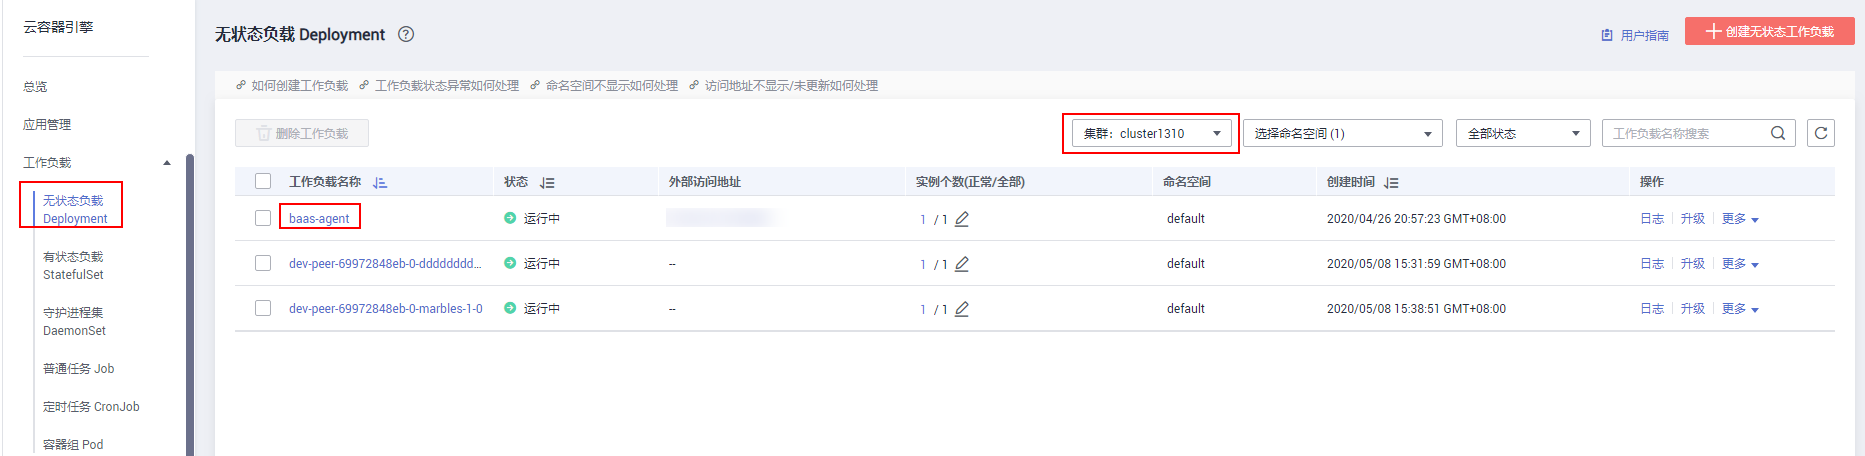 云容器引擎
总览
应用管理
工作负载
无状态负载
Deployment
有状态负载
StatefulSet
守护进程集
DaemonSet
普通任务 Job
定时任务 CronJob
容器组 Pod
无状态负载 Deployment ?
用户指南
创建无状态工作负载
如何创建工作负载 工作负载状态异常如何处理 命名空间不显示如何处理 访问地址不显示/未更新如何处理
删除工作负载 集群：cluster1310 选择命名空间 (1) 全部状态 工作负载名称搜索
工作负载名称 状态 外部访问地址 实例个数(正常/全部) 命名空间 创建时间 操作
baas-agent 运行中 1 / 1 default 2020/04/26 20:57:23 GMT+08:00 日志 升级 更多
dev-peer-69972848eb-0-dddddddd... 运行中 -- 1 / 1 default 2020/05/08 15:31:59 GMT+08:00 日志 升级 更多
dev-peer-69972848eb-0-marbles-1-0 运行中 -- 1 / 1 default 2020/05/08 15:38:51 GMT+08:00 日志 升级 更多